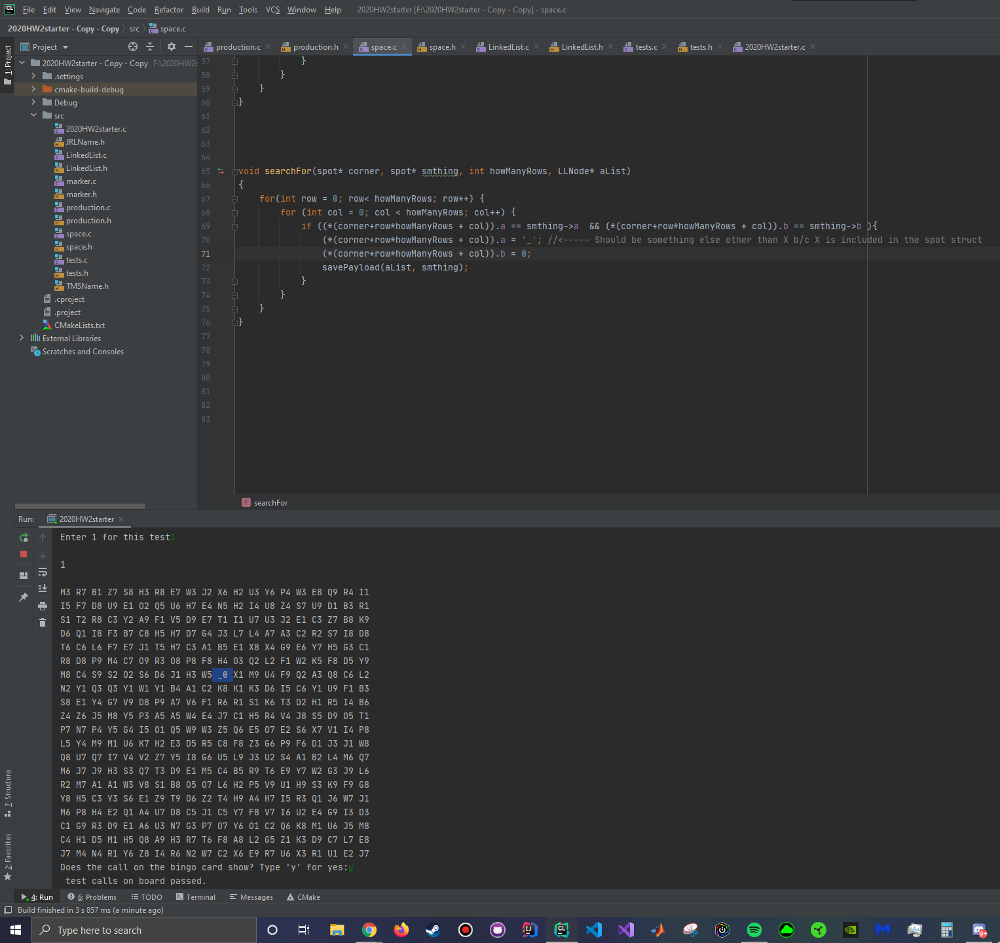 CL File Edit View Navigate Code Refactor Build Run Tools VCS Window Help 2020HW2starter [F:\2020HW2starter - Copy - Copy] - space.c
2020HW2starter - Copy - Copy src space.c
1: Project
Project
production.c production.h space.c space.h LinkedList.c LinkedList.h tests.c tests.h 2020HW2starter.c
2020HW2starter - Copy - Copy F:\2020HW2s
.settings
cmake-build-debug
Debug
src
2020HW2starter.c
JRLName.h
LinkedList.c
LinkedList.h
marker.c
marker.h
production.c
production.h
space.c
space.h
tests.c
tests.h
TMSName.h
.cproject
.project
CMakeLists.txt
External Libraries
Scratches and Consoles
57 }
58 }
59 }
60 }
61
62
63
64
65 void searchFor(spot* corner, spot* smthing, int howManyRows, LLNode* aList)
66 {
67 for(int row = 0; row< howManyRows; row++) {
68 for (int col = 0; col < howManyRows; col++) {
69 if ((*(corner+row*howManyRows + col)).a == smthing->a  && (*(corner+row*howManyRows + col)).b == smthing->b ){
70 (*(corner+row*howManyRows + col)).a = '_'; //<----- Should be something else other than X b/c X is included in the spot struct
71 (*(corner+row*howManyRows + col)).b = 0;
72 savePayload(aList, smthing);
73 }
74 }
75 }
76 }
77
78
79
80
81
82
83
f searchFor
Run: 2020HW2starter
Enter 1 for this test1
1
M3 R7 B1 Z7 S8 H3 R8 E7 W3 J2 X6 H2 U3 Y6 P4 W3 E8 Q9 R4 I1
I5 F7 D8 U9 E1 O2 Q5 U6 H7 E4 N5 H2 I4 U8 Z4 S7 U9 D1 B3 R1
S1 T2 R8 C3 Y2 A9 F1 V5 D9 E7 T1 I1 U7 U3 J2 E1 C3 Z7 B8 K9
D6 Q1 I8 F3 B7 C8 H5 H7 D7 G4 J3 L7 L4 A7 A3 C2 R2 S7 I8 D8
T6 C6 L6 F7 E7 J1 T5 H7 C3 A1 B5 E1 X8 X4 G9 E6 Y7 H5 G3 C1
R8 D8 P9 M4 C7 O9 R3 O8 P8 F8 H4 O3 Q2 L2 F1 W2 K5 F8 D5 Y9
M8 C4 S9 S2 O2 S6 D6 J1 H3 W5 _0 X1 M9 U4 F9 Q2 A3 Q8 C6 L2
N2 Y1 Q3 Q3 Y1 W1 Y1 B4 A1 C2 K8 K1 K3 D6 I5 C6 Y1 U9 F1 B3
S8 E1 Y4 G7 V9 D8 P9 A7 V6 F1 R6 R1 S1 K6 T3 D2 H1 R5 I4 B6
Z4 Z6 J5 M8 Y5 P3 A5 A5 W4 E4 J7 C1 H5 R4 V4 J8 S5 D9 O5 T1
P7 N7 P4 Y5 G4 I5 O1 Q5 W9 W3 Z5 Q6 E5 O7 E2 S6 X7 V1 I4 P8
L5 Y4 M9 M1 U6 K7 H2 E3 D5 R5 C8 F8 Z3 G6 P9 F6 D1 J3 J1 W8
Q8 U7 Q7 I7 V4 V2 Z7 Y5 I8 G6 U5 L9 J3 U2 S4 A1 B2 L4 M6 Q7
M6 J7 J9 H3 S3 Q7 T3 D9 E1 M5 C4 B5 R9 T6 E9 Y7 W2 G3 J9 L6
R2 M7 A1 A1 W3 V8 S1 B8 O5 O7 L6 H2 P5 V9 U1 H9 S3 K9 F9 G8
Y8 H5 C3 Y3 S6 E1 Z9 T9 O6 Z2 T4 H9 A4 H7 I5 R3 Q1 J6 W7 J1
M6 P8 H4 E2 Q1 A4 U7 D8 C5 J1 C5 Y7 F8 V7 I6 U2 E4 G9 I3 D3
C1 G9 R3 D9 E1 A6 U3 N7 G3 P7 O7 Y6 O1 C2 Q6 K8 M1 U6 J5 M8
C4 H1 D5 M1 H5 Q8 A9 H3 R7 T6 F8 A8 L2 G5 Z1 K3 D9 C7 L7 E8
J7 M4 N4 R1 Y6 Z8 I4 R6 N2 W7 C2 X6 E9 R7 U6 X3 R1 U1 E2 J7
Does the call on the bingo card show? Type 'y' for yes:y
test calls on board passed.
7: Structure
2: Favorites
4: Run 6: Problems TODO Terminal Messages CMake
Build finished in 3 s 857 ms (a minute ago)
Type here to search
IJ CL 9+